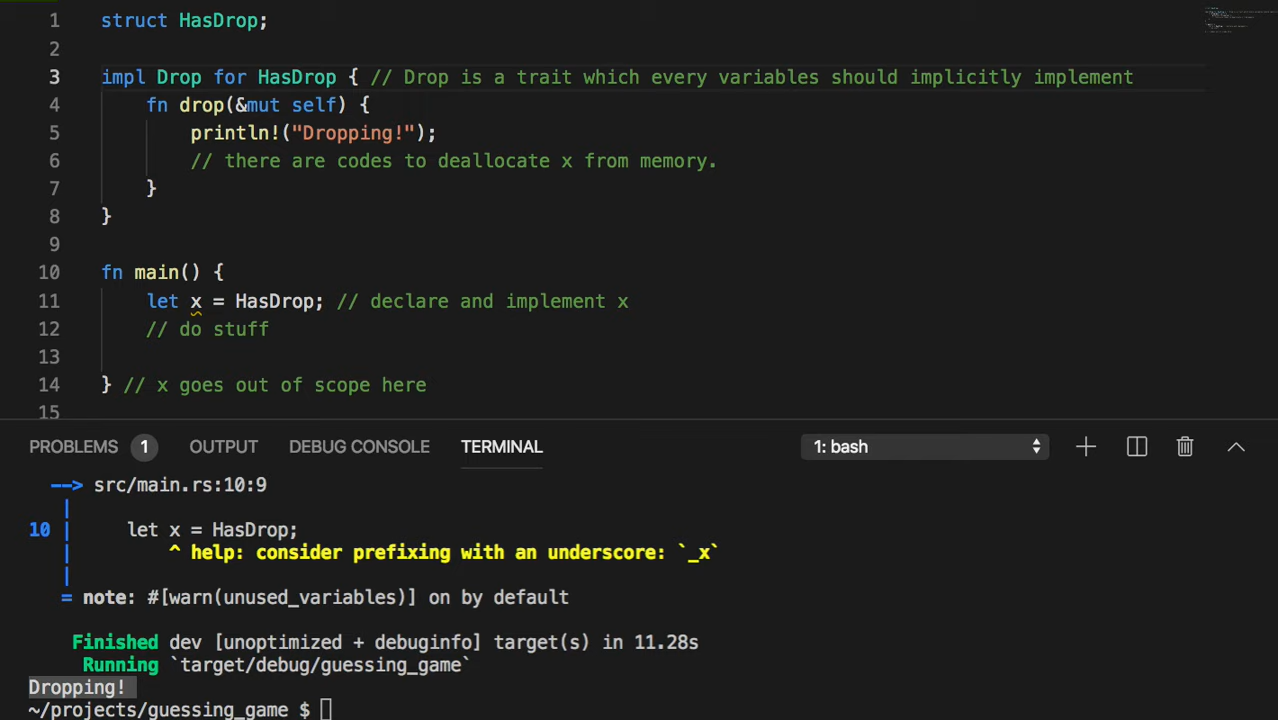 1 struct HasDrop;
2
3 impl Drop for HasDrop { // Drop is a trait which every variables should implicitly implement
4 fn drop(&mut self) {
5 println!("Dropping!");
6 // there are codes to deallocate x from memory.
7 }
8 }
9
10 fn main() {
11 let x = HasDrop; // declare and implement x
12 // do stuff
13
14 } // x goes out of scope here
15
PROBLEMS 1 OUTPUT DEBUG CONSOLE TERMINAL 1: bash
--> src/main.rs:10:9
|
10 | let x = HasDrop;
| ^ help: consider prefixing with an underscore: `_x`
|
= note: #[warn(unused_variables)] on by default
Finished dev [unoptimized + debuginfo] target(s) in 11.28s
Running `target/debug/guessing_game`
Dropping!
~/projects/guessing_game $